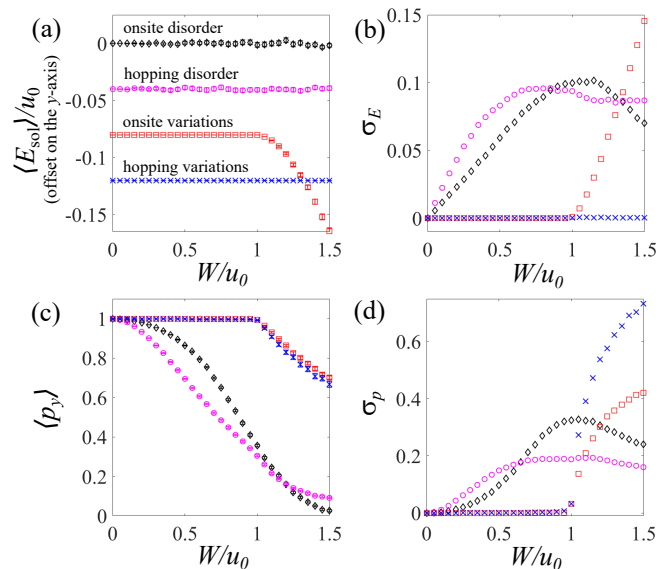 (a)
onsite disorder
hopping disorder
onsite variations
hopping variations
0
-0.05
-0.1
-0.15
⟨E_sol⟩/u_0
(offset on the y-axis)
0 0.5 1 1.5
W/u_0
(b)
0.15
0.1
0.05
0
σ_E
0 0.5 1 1.5
W/u_0
(c)
1
0.8
0.6
0.4
0.2
0
⟨p_y⟩
0 0.5 1 1.5
W/u_0
(d)
0.6
0.4
0.2
0
σ_p
0 0.5 1 1.5
W/u_0